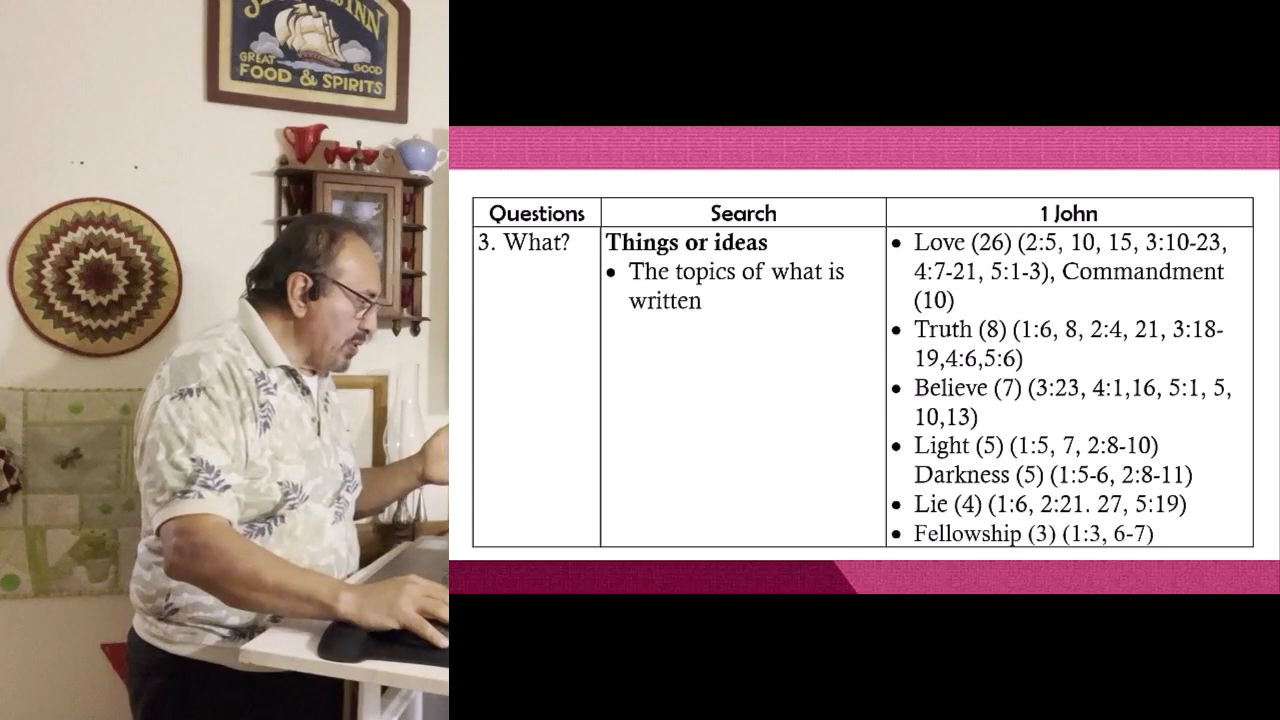 INN
GREAT GOOD
FOOD & SPIRITS
Questions Search 1 John
3. What? Things or ideas
• The topics of what is
written
• Love (26) (2:5, 10, 15, 3:10-23,
4:7-21, 5:1-3), Commandment
(10)
• Truth (8) (1:6, 8, 2:4, 21, 3:18-
19,4:6,5:6)
• Believe (7) (3:23, 4:1,16, 5:1, 5,
10,13)
• Light (5) (1:5, 7, 2:8-10)
Darkness (5) (1:5-6, 2:8-11)
• Lie (4) (1:6, 2:21. 27, 5:19)
• Fellowship (3) (1:3, 6-7)